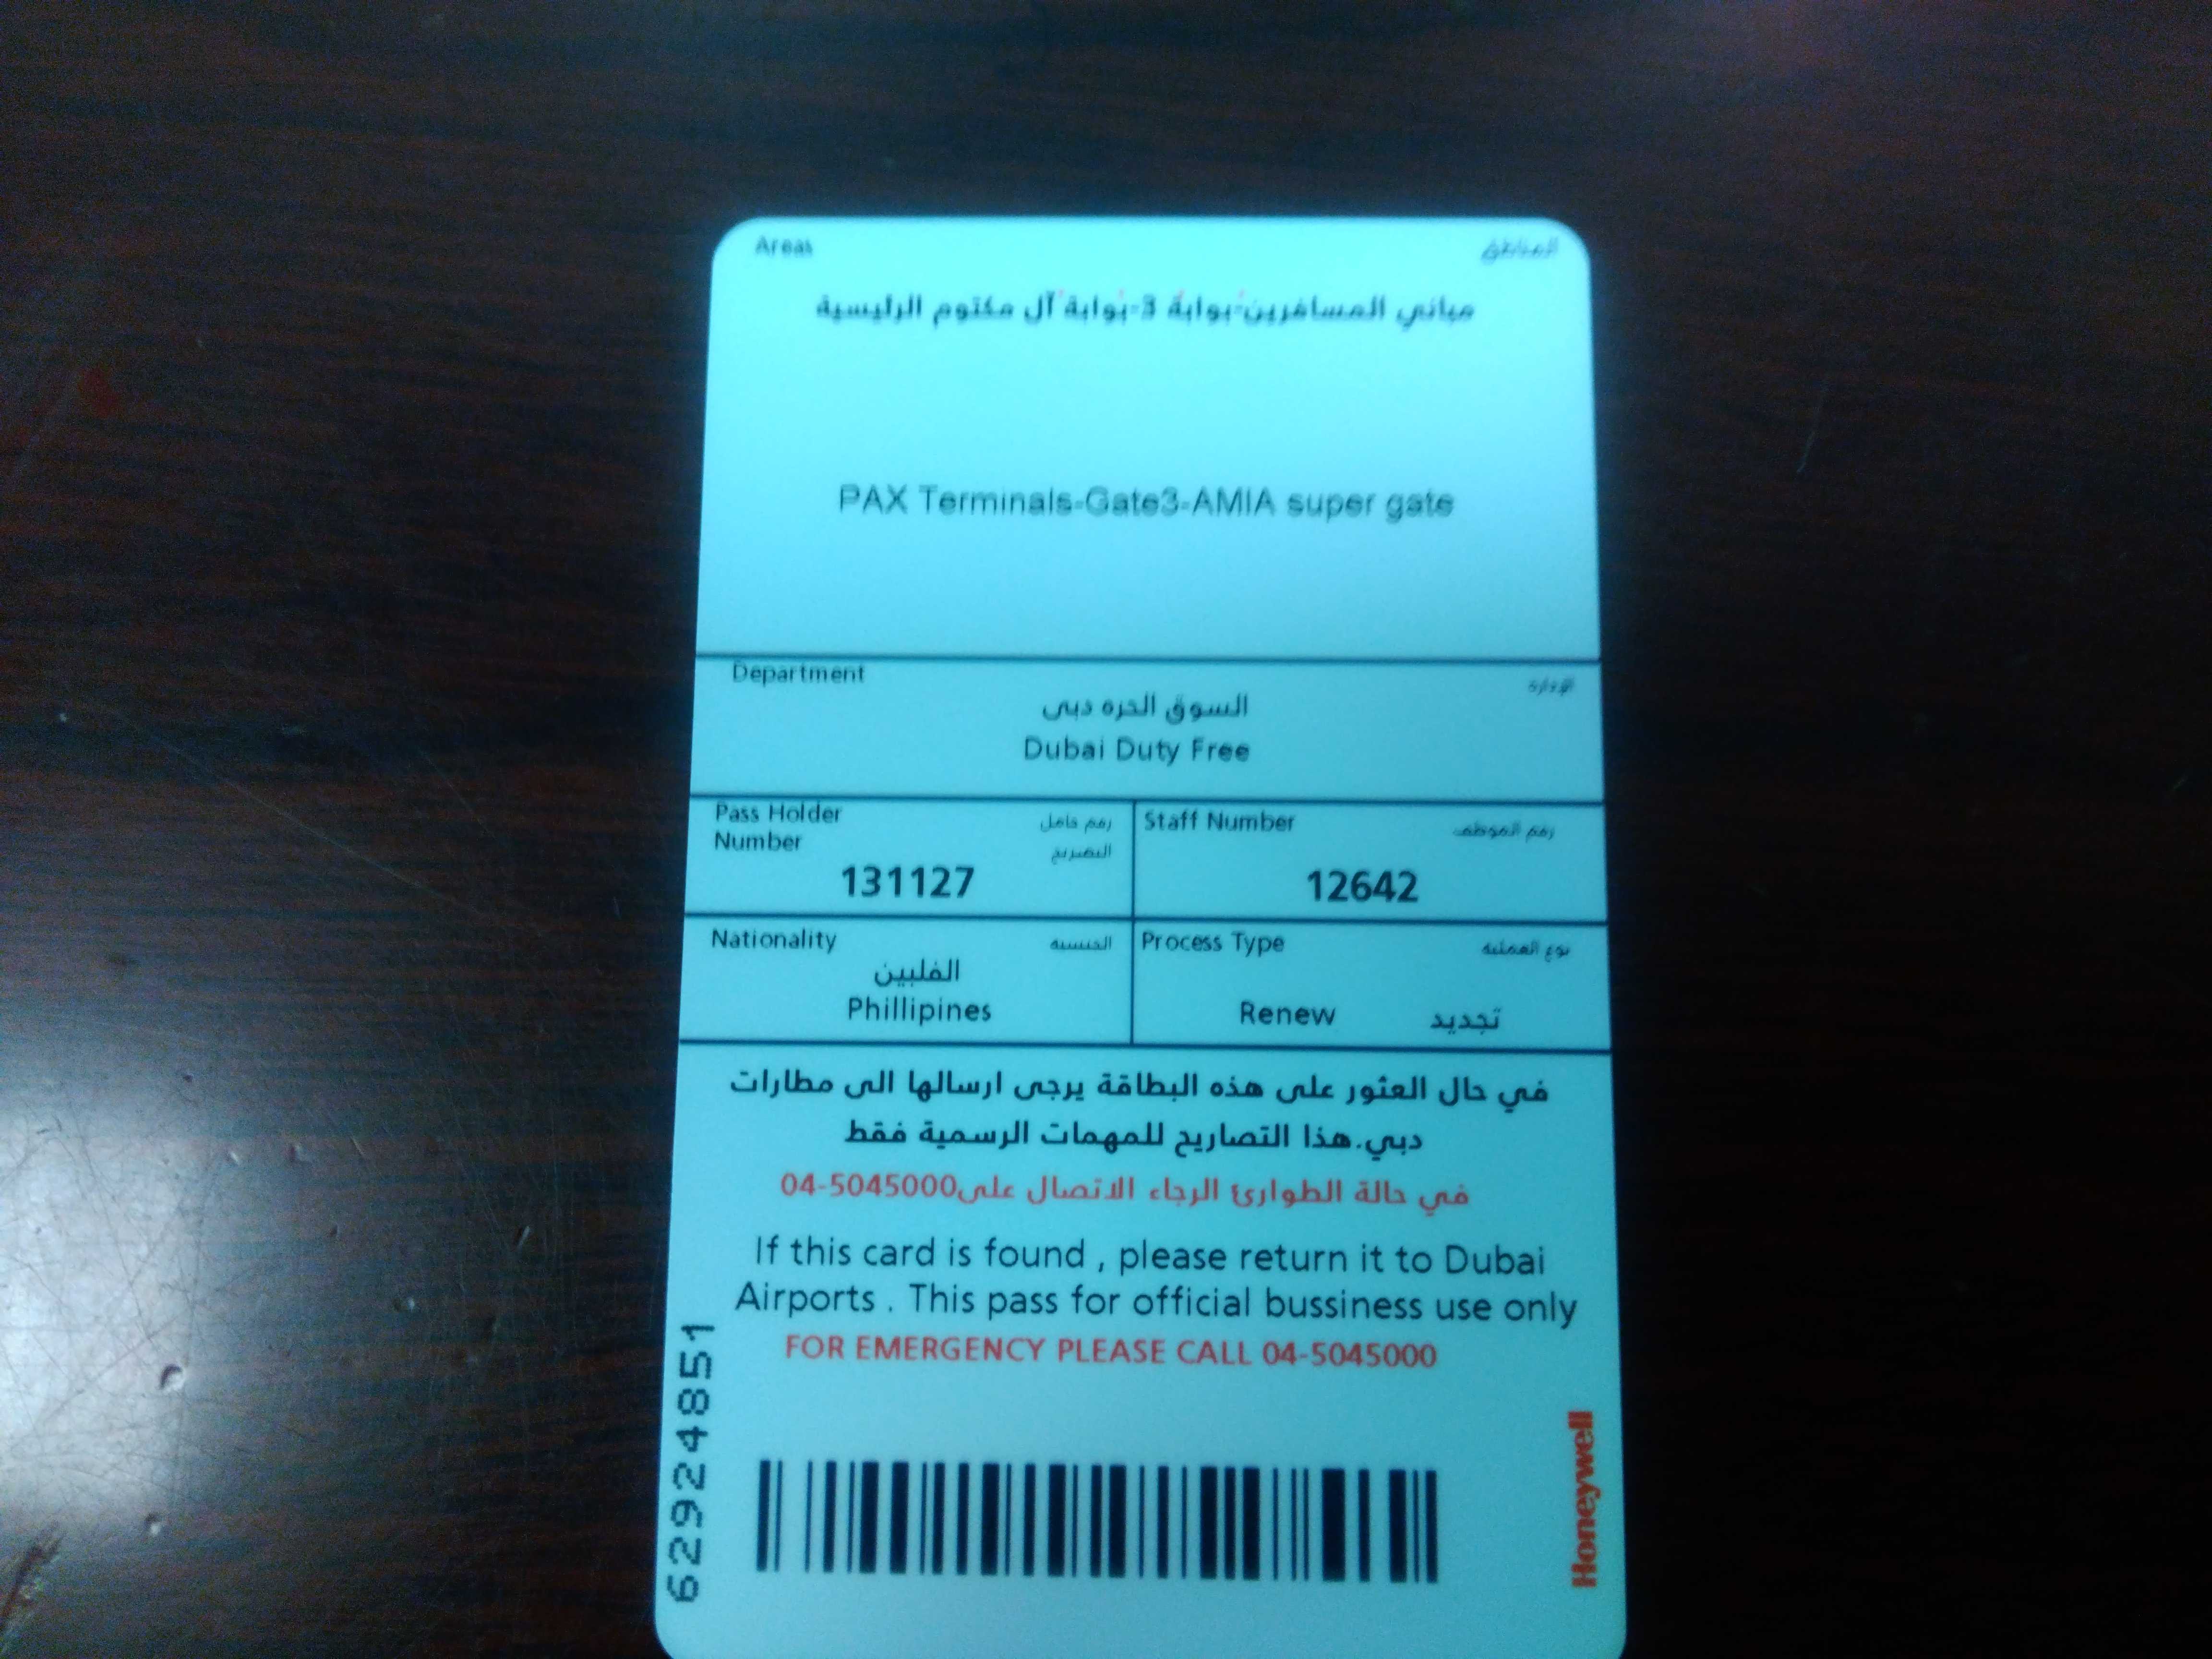 Areas المناطق
مباني المسافرين-بوابة 3-بوابة آل مكتوم الرئيسية
PAX Terminals-Gate3-AMIA super gate
Department الإدارة
السوق الحره دبى
Dubai Duty Free
Pass Holder Number رقم حامل التصريح
131127
Staff Number رقم الموظف
12642
Nationality الجنسية
الفلبين
Phillipines
Process Type نوع العملية
Renew تجديد
في حال العثور على هذه البطاقة يرجى ارسالها الى مطارات
دبي.هذا التصاريح للمهمات الرسمية فقط
في حالة الطوارئ الرجاء الاتصال على04-5045000
If this card is found , please return it to Dubai
Airports . This pass for official bussiness use only
FOR EMERGENCY PLEASE CALL 04-5045000
62924851
Honeywell